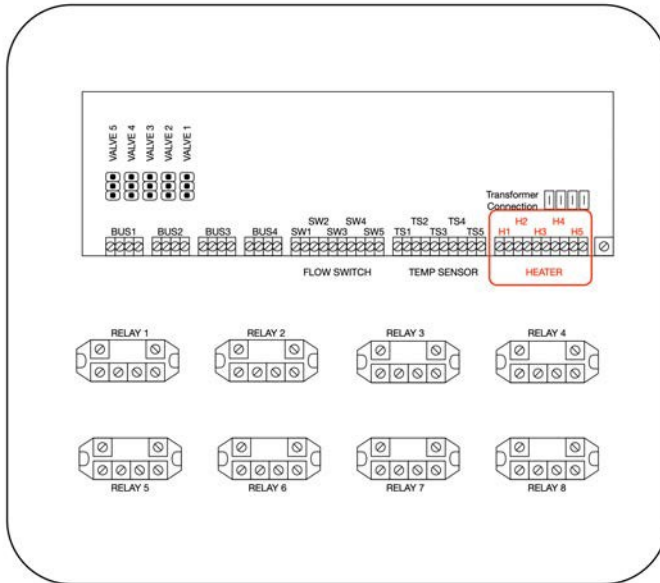 VALVE 5
VALVE 4
VALVE 3
VALVE 2
VALVE 1
Transformer
Connection
SW2 SW4 TS2 TS4 H2 H4
BUS1 BUS2 BUS3 BUS4 SW1 SW3 SW5 TS1 TS3 TS5 H1 H3 H5
FLOW SWITCH TEMP SENSOR HEATER
RELAY 1 RELAY 2 RELAY 3 RELAY 4
RELAY 5 RELAY 6 RELAY 7 RELAY 8